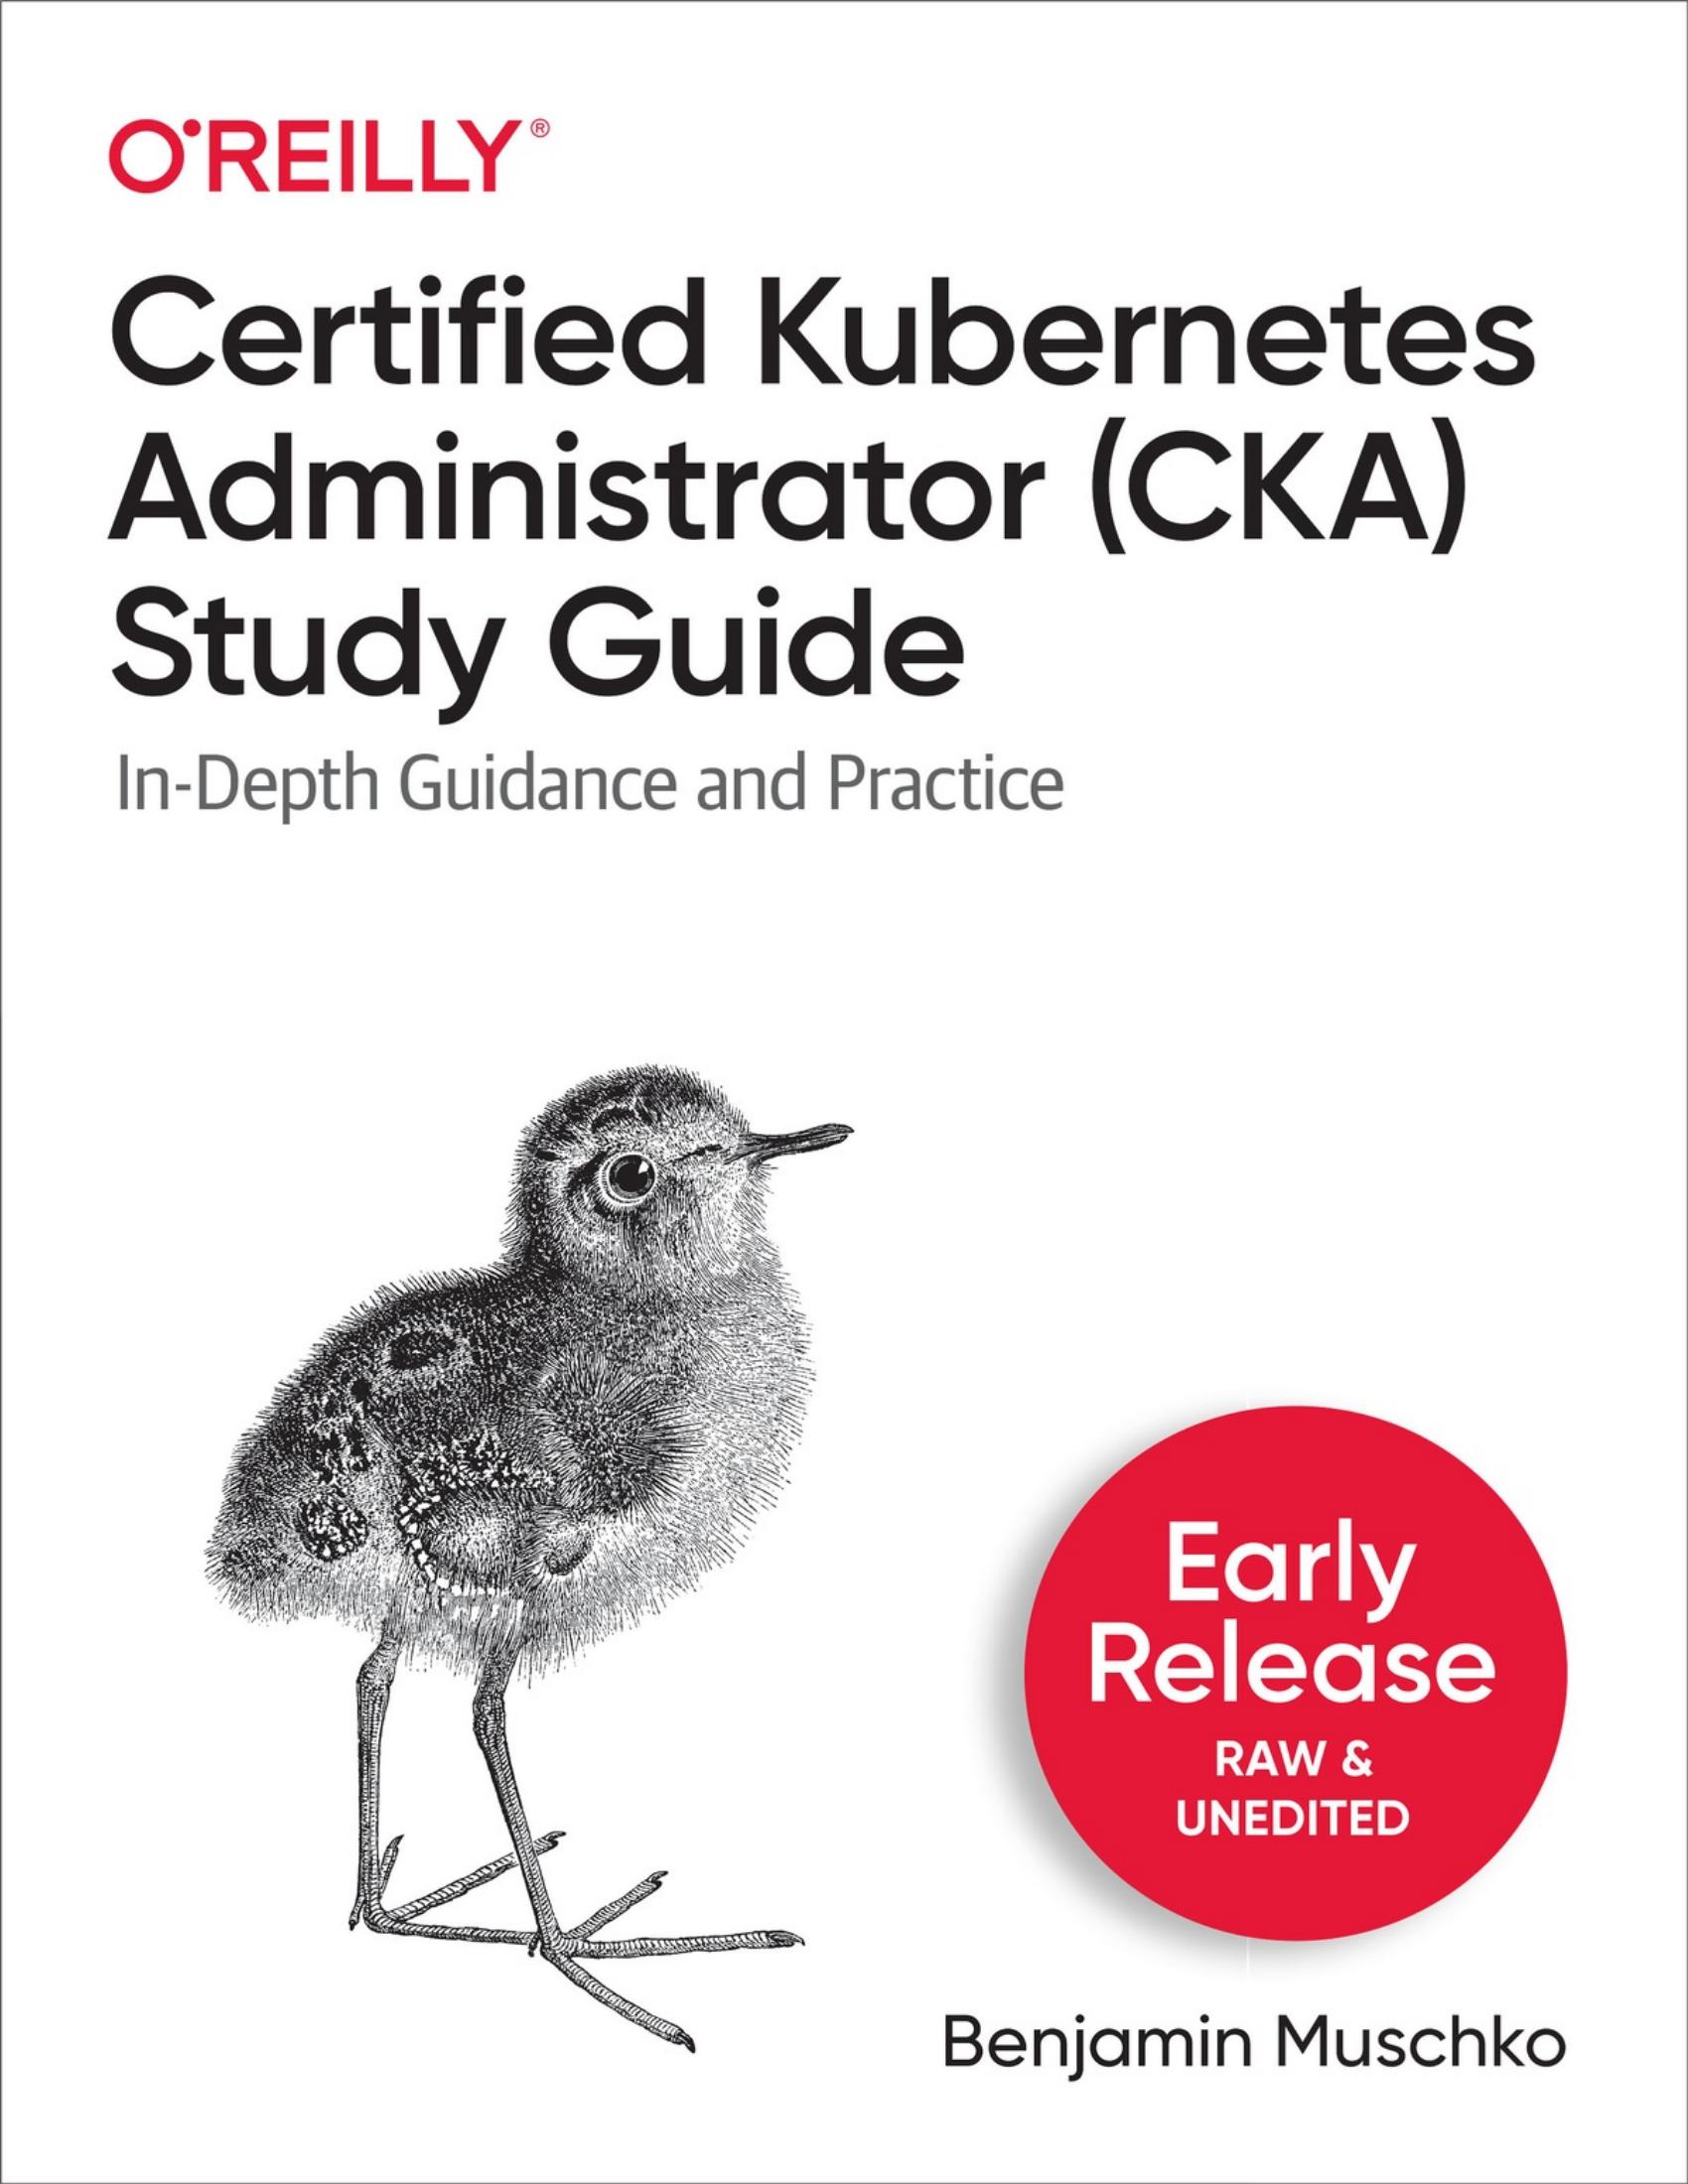 O'REILLY®
Certified Kubernetes
Administrator (CKA)
Study Guide
In-Depth Guidance and Practice
Early
Release
RAW &
UNEDITED
Benjamin Muschko